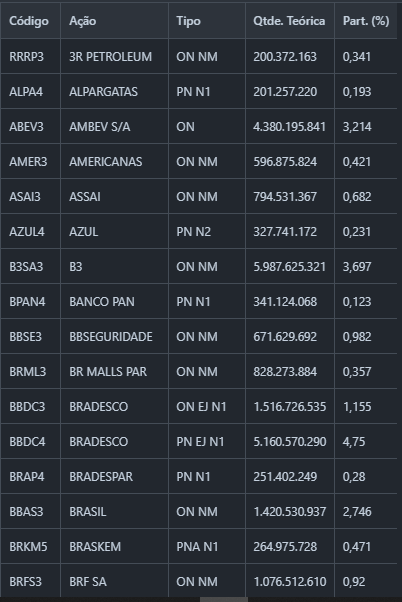 Código Ação Tipo Qtde. Teórica Part. (%)
RRRP3 3R PETROLEUM ON NM 200.372.163 0,341
ALPA4 ALPARGATAS PN N1 201.257.220 0,193
ABEV3 AMBEV S/A ON 4.380.195.841 3,214
AMER3 AMERICANAS ON NM 596.875.824 0,421
ASAI3 ASSAI ON NM 794.531.367 0,682
AZUL4 AZUL PN N2 327.741.172 0,231
B3SA3 B3 ON NM 5.987.625.321 3,697
BPAN4 BANCO PAN PN N1 341.124.068 0,123
BBSE3 BBSEGURIDADE ON NM 671.629.692 0,982
BRML3 BR MALLS PAR ON NM 828.273.884 0,357
BBDC3 BRADESCO ON EJ N1 1.516.726.535 1,155
BBDC4 BRADESCO PN EJ N1 5.160.570.290 4,75
BRAP4 BRADESPAR PN N1 251.402.249 0,28
BBAS3 BRASIL ON NM 1.420.530.937 2,746
BRKM5 BRASKEM PNA N1 264.975.728 0,471
BRFS3 BRF SA ON NM 1.076.512.610 0,92